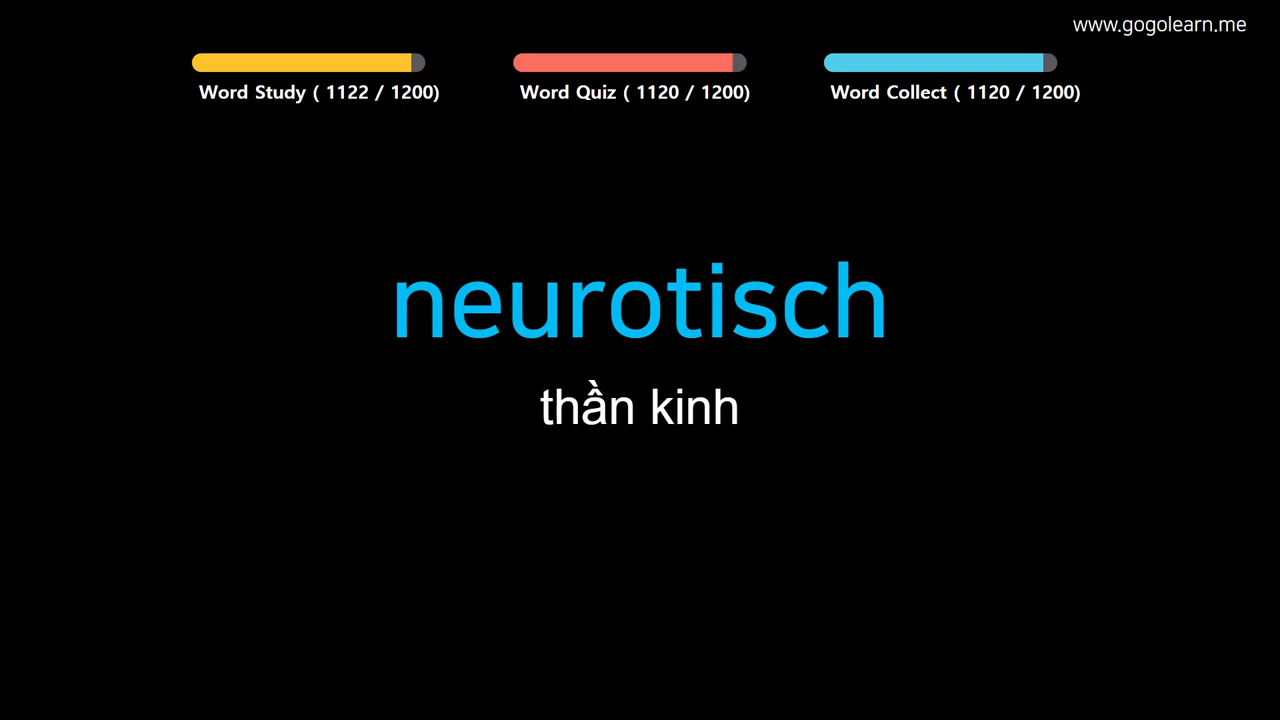 www.gogolearn.me
Word Study ( 1122 / 1200)
Word Quiz ( 1120 / 1200)
Word Collect ( 1120 / 1200)
neurotisch
thần kinh